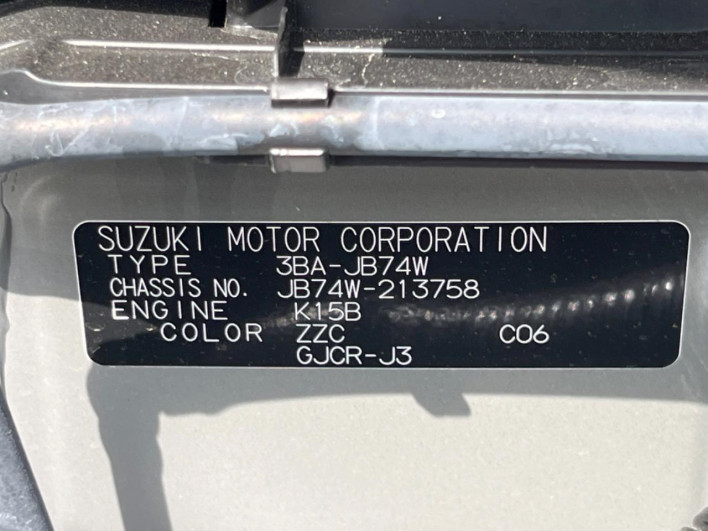 SUZUKI MOTOR CORPORATION
TYPE 3BA-JB74W
CHASSIS NO. JB74W-213758
ENGINE K15B
COLOR ZZC C06
GJCR-J3